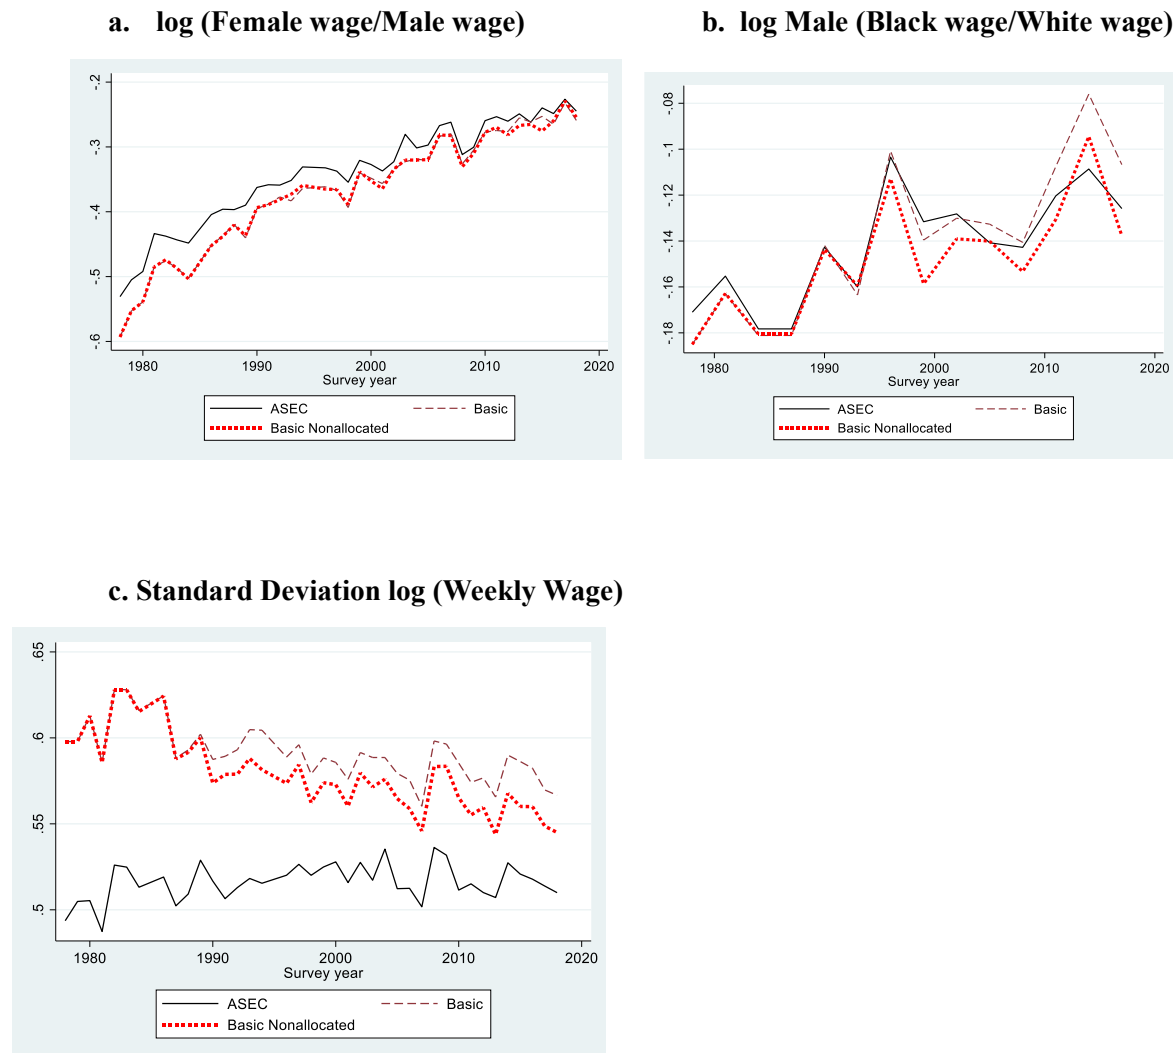 a. log (Female wage/Male wage)
b. log Male (Black wage/White wage)
-.2
-.3
-.4
-.5
-.6
1980 1990 2000 2010 2020
Survey year
ASEC Basic
Basic Nonallocated
-.08
-.1
-.12
-.14
-.16
-.18
1980 1990 2000 2010 2020
Survey year
ASEC Basic
Basic Nonallocated
c. Standard Deviation log (Weekly Wage)
.65
.6
.55
.5
1980 1990 2000 2010 2020
Survey year
ASEC Basic
Basic Nonallocated